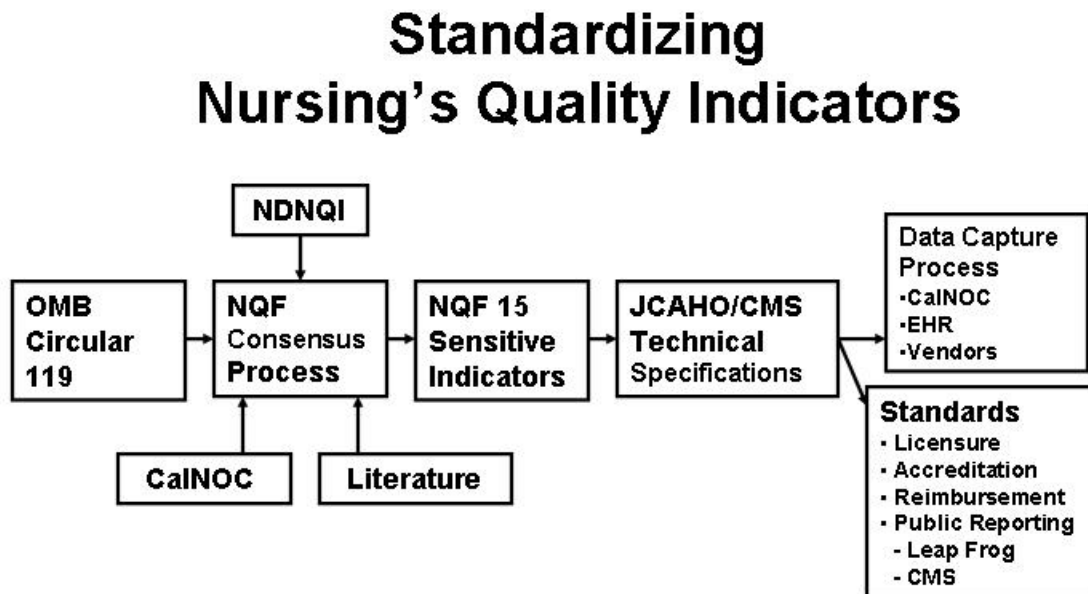 Standardizing
Nursing's Quality Indicators
NDNQI
OMB
Circular
119
NQF
Consensus
Process
NQF 15
Sensitive
Indicators
JCAHO/CMS
Technical
Specifications
Data Capture
Process
▪CalNOC
▪EHR
▪Vendors
CalNOC
Literature
Standards
▪ Licensure
▪ Accreditation
▪ Reimbursement
▪ Public Reporting
- Leap Frog
- CMS